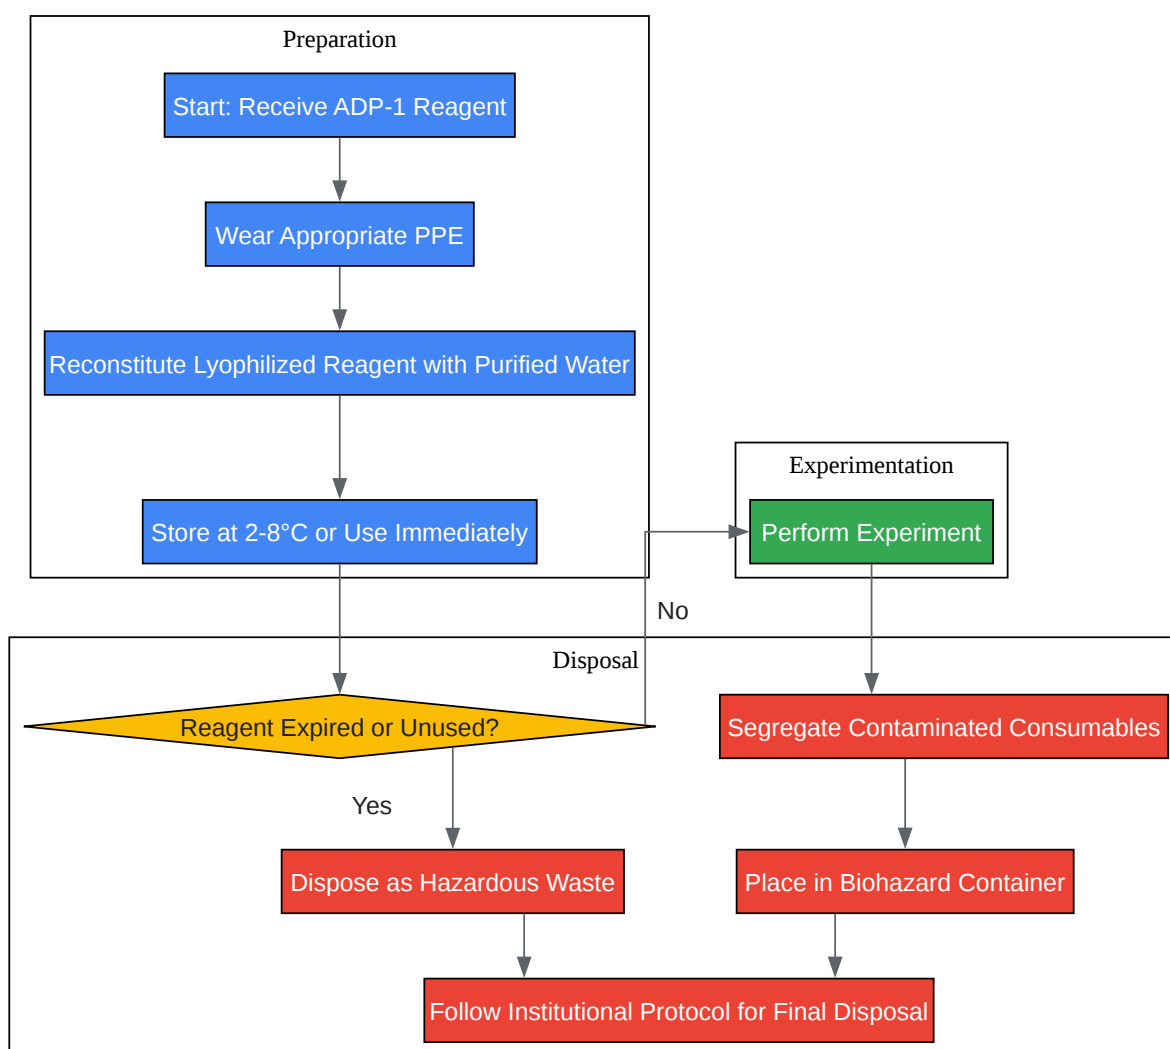 Preparation
Start: Receive ADP-1 Reagent
Wear Appropriate PPE
Reconstitute Lyophilized Reagent with Purified Water
Store at 2-8°C or Use Immediately
Experimentation
Perform Experiment
No
Disposal
Reagent Expired or Unused?
Segregate Contaminated Consumables
Yes
Dispose as Hazardous Waste
Place in Biohazard Container
Follow Institutional Protocol for Final Disposal